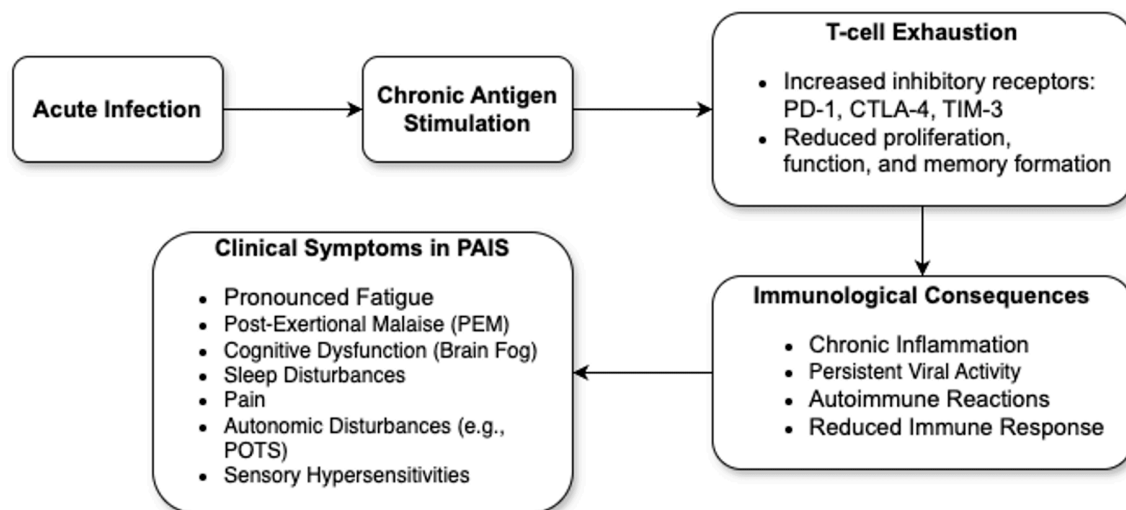 Acute Infection
Chronic Antigen
Stimulation
T-cell Exhaustion
• Increased inhibitory receptors:
PD-1, CTLA-4, TIM-3
• Reduced proliferation,
function, and memory formation
Immunological Consequences
• Chronic Inflammation
• Persistent Viral Activity
• Autoimmune Reactions
• Reduced Immune Response
Clinical Symptoms in PAIS
• Pronounced Fatigue
• Post-Exertional Malaise (PEM)
• Cognitive Dysfunction (Brain Fog)
• Sleep Disturbances
• Pain
• Autonomic Disturbances (e.g.,
POTS)
• Sensory Hypersensitivities